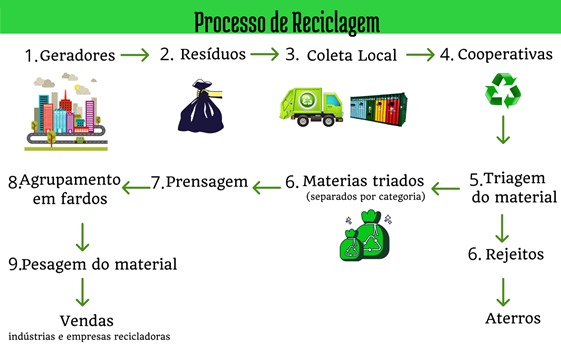 Processo de Reciclagem
1. Geradores
2. Resíduos
3. Coleta Local
4. Cooperativas
5. Triagem
do material
6. Materias triados
(separados por categoria)
7. Prensagem
8. Agrupamento
em fardos
9. Pesagem do material
Vendas
indústrias e empresas recicladoras
6. Rejeitos
Aterros